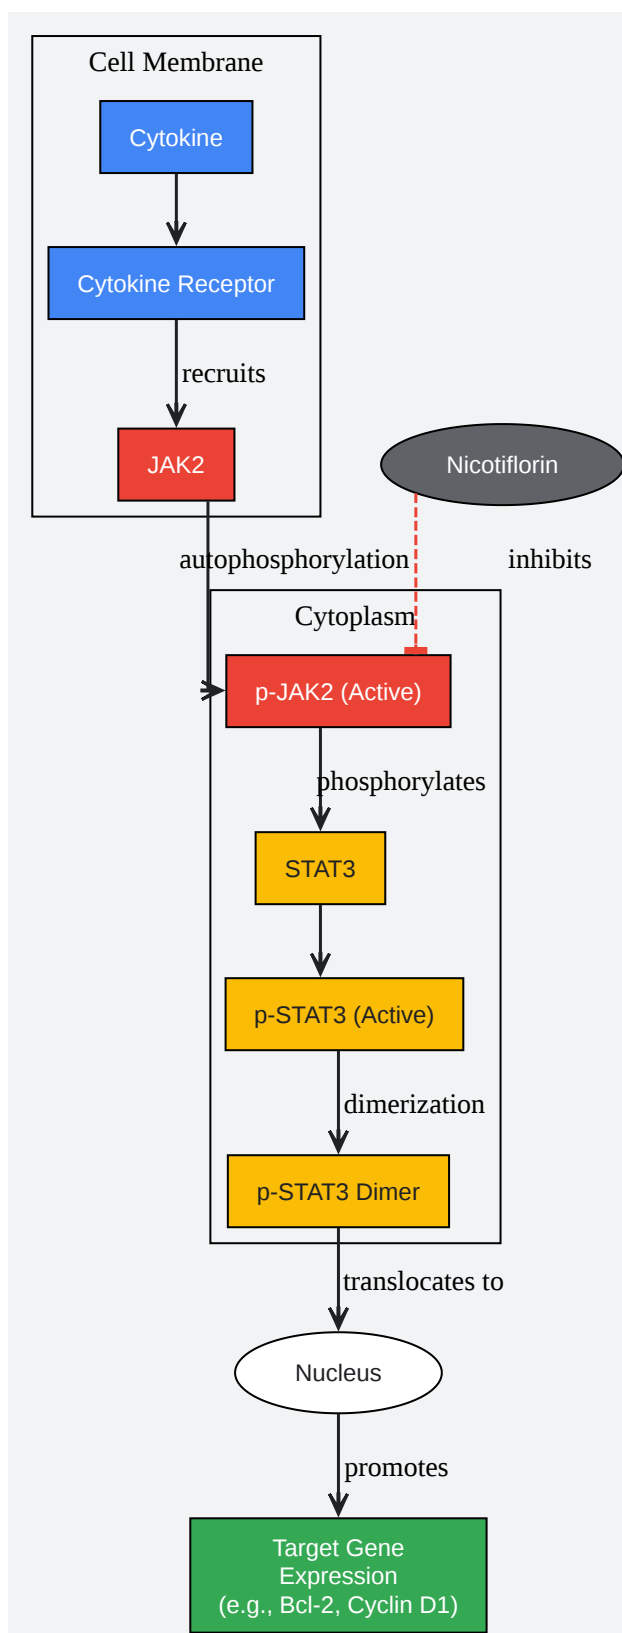 Cell Membrane
Cytokine
Cytokine Receptor
recruits
JAK2
Nicotiflorin
autophosphorylation
inhibits
Cytoplasm
p-JAK2 (Active)
phosphorylates
STAT3
p-STAT3 (Active)
dimerization
p-STAT3 Dimer
translocates to
Nucleus
promotes
Target Gene
Expression
(e.g., Bcl-2, Cyclin D1)